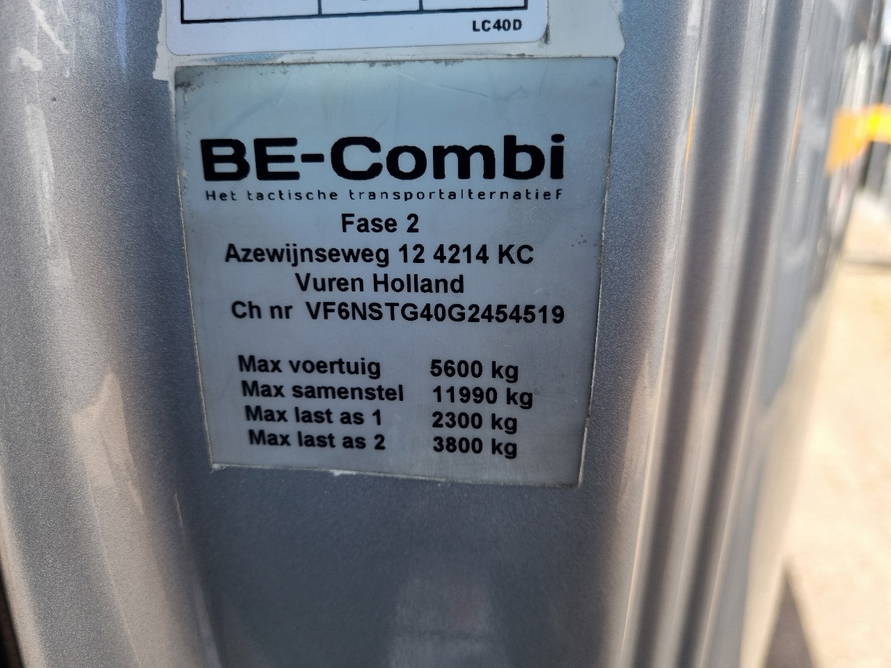 LC40D
BE-Combi
Het tactische transportalternatief
Fase 2
Azewijnseweg 12 4214 KC
Vuren Holland
Ch nr VF6NSTG40G2454519
Max voertuig 5600 kg
Max samenstel 11990 kg
Max last as 1 2300 kg
Max last as 2 3800 kg